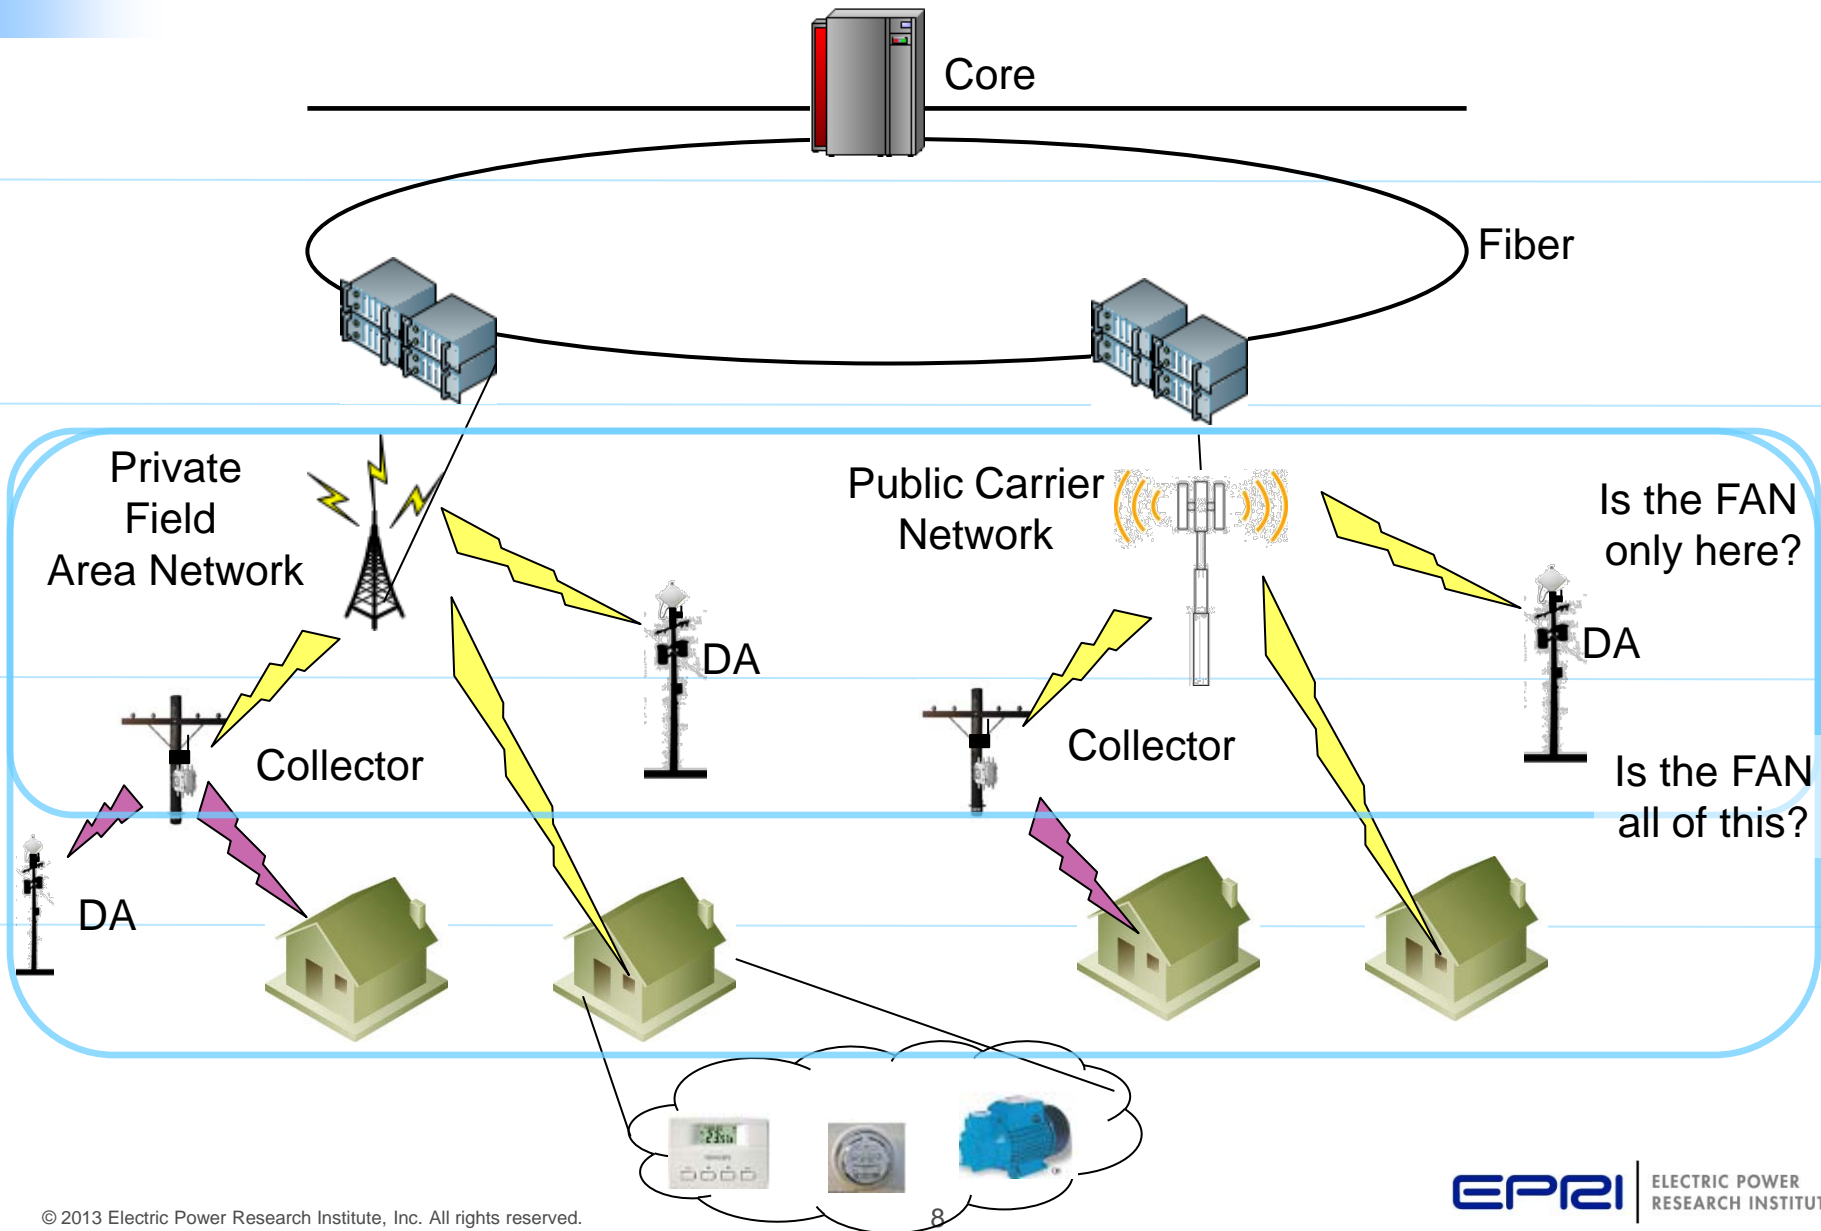 Core
Fiber
Private
Field
Area Network
Public Carrier
Network
Is the FAN
only here?
DA
DA
Collector
Collector
Is the FAN
all of this?
DA
© 2013 Electric Power Research Institute, Inc. All rights reserved.
8
EPRI
ELECTRIC POWER
RESEARCH INSTITUT